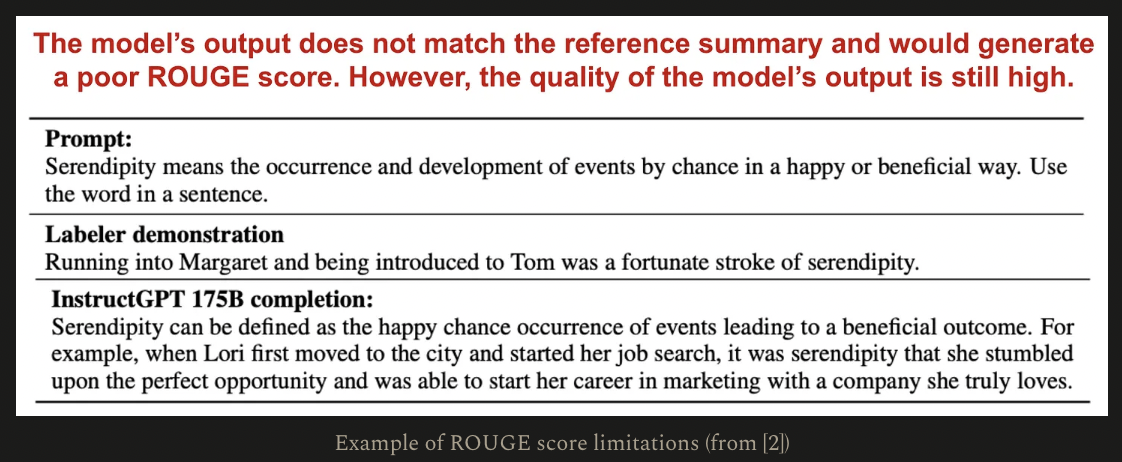 The model's output does not match the reference summary and would generate
a poor ROUGE score. However, the quality of the model's output is still high.
Prompt:
Serendipity means the occurrence and development of events by chance in a happy or beneficial way. Use
the word in a sentence.
Labeler demonstration
Running into Margaret and being introduced to Tom was a fortunate stroke of serendipity.
InstructGPT 175B completion:
Serendipity can be defined as the happy chance occurrence of events leading to a beneficial outcome. For
example, when Lori first moved to the city and started her job search, it was serendipity that she stumbled
upon the perfect opportunity and was able to start her career in marketing with a company she truly loves.
Example of ROUGE score limitations (from [2])